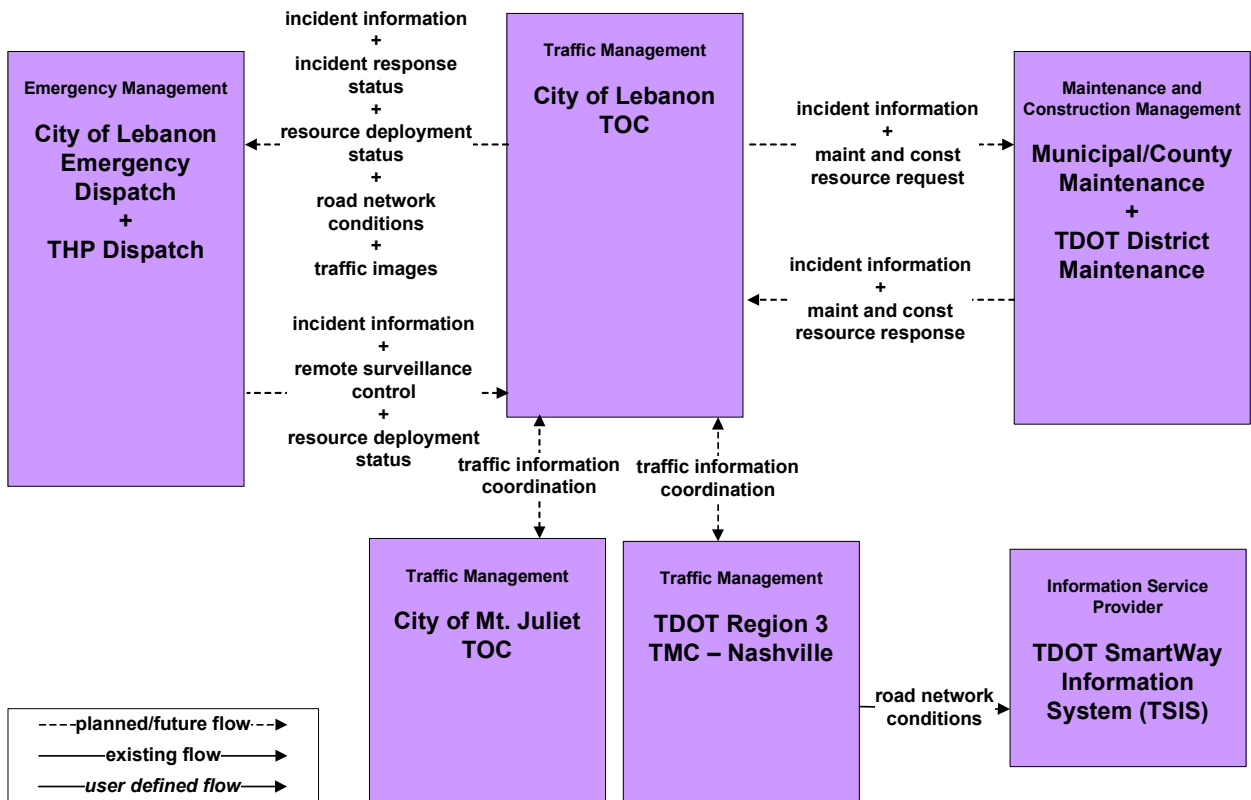 Emergency Management
City of Lebanon
Emergency
Dispatch
+
THP Dispatch
incident information
+
incident response
status
+
resource deployment
status
+
road network
conditions
+
traffic images
incident information
+
remote surveillance
control
+
resource deployment
status
Traffic Management
City of Lebanon
TOC
incident information
+
maint and const
resource request
incident information
+
maint and const
resource response
Maintenance and
Construction Management
Municipal/County
Maintenance
+
TDOT District
Maintenance
traffic information
coordination
traffic information
coordination
Traffic Management
City of Mt. Juliet
TOC
Traffic Management
TDOT Region 3
TMC – Nashville
road network
conditions
Information Service
Provider
TDOT SmartWay
Information
System (TSIS)
planned/future flow
existing flow
user defined flow